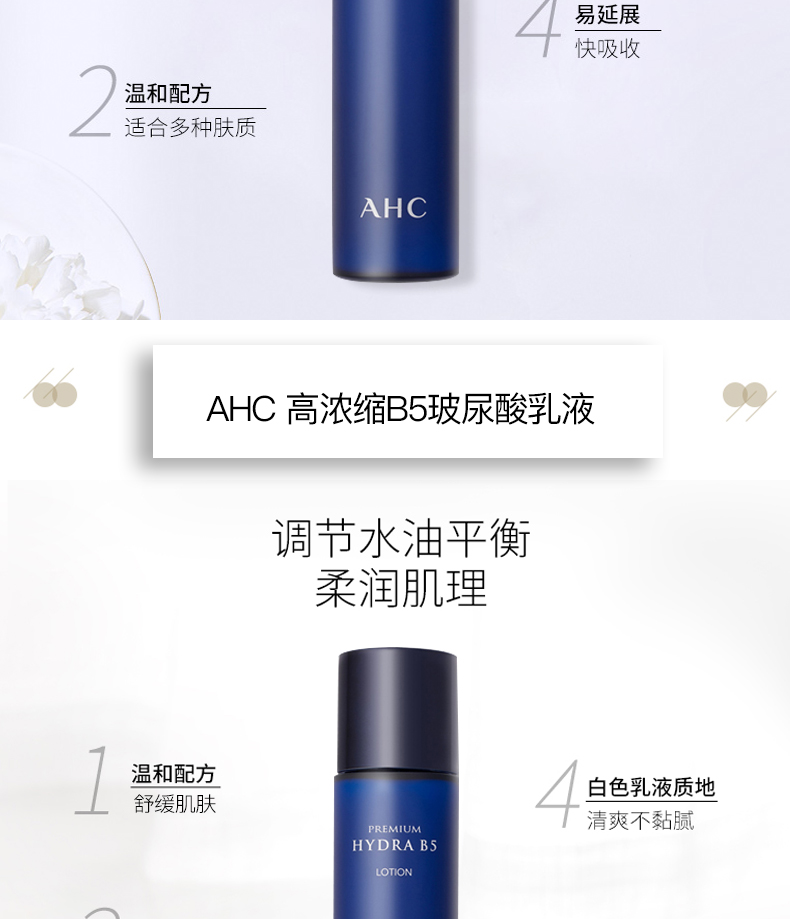 4
易延展
快吸收
2
温和配方
适合多种肤质
AHC
AHC 高浓缩B5玻尿酸乳液
调节水油平衡
柔润肌理
1
温和配方
舒缓肌肤
4
白色乳液质地
清爽不黏腻
PREMIUM
HYDRA B5
LOTION